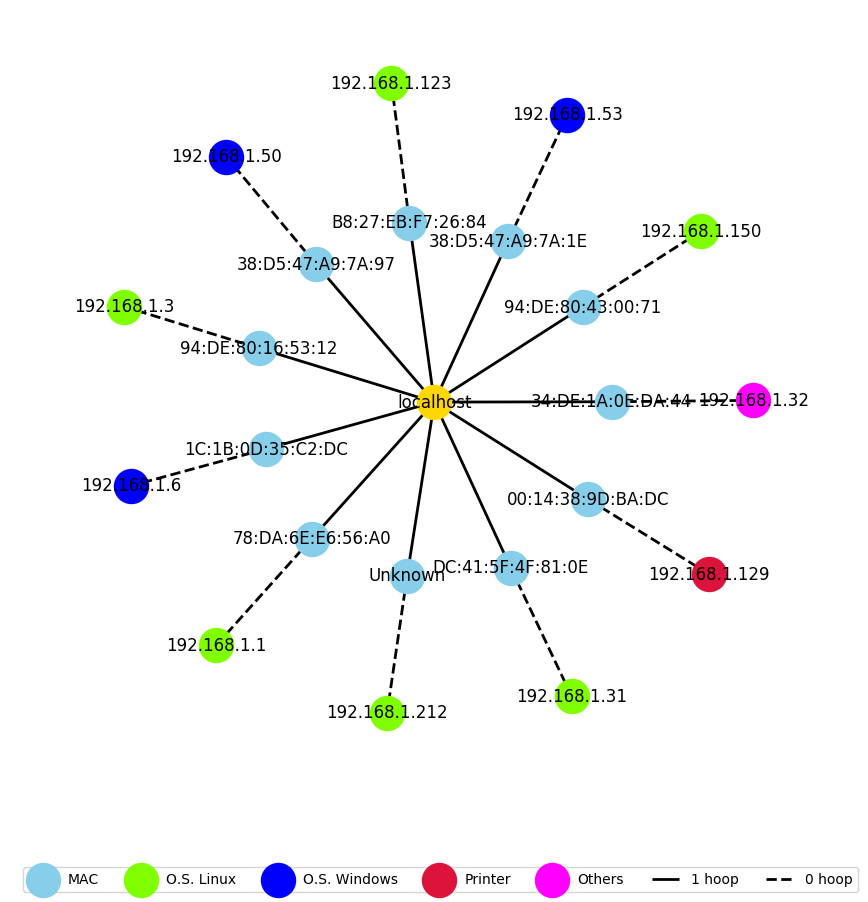 192.168.1.123
192.168.1.53
192.168.1.50
B8:27:EB:F7:26:84
192.168.1.150
38:D5:47:A9:7A:1E
38:D5:47:A9:7A:97
192.168.1.3
94:DE:80:43:00:71
94:DE:80:16:53:12
localhost
34:DE:1A:0E:DA:44
192.168.1.32
1C:1B:0D:35:C2:DC
192.168.1.6
00:14:38:9D:BA:DC
78:DA:6E:E6:56:A0
Unknown
DC:41:5F:4F:81:0E
192.168.1.129
192.168.1.1
192.168.1.31
192.168.1.212
MAC O.S. Linux O.S. Windows Printer Others 1 hoop 0 hoop